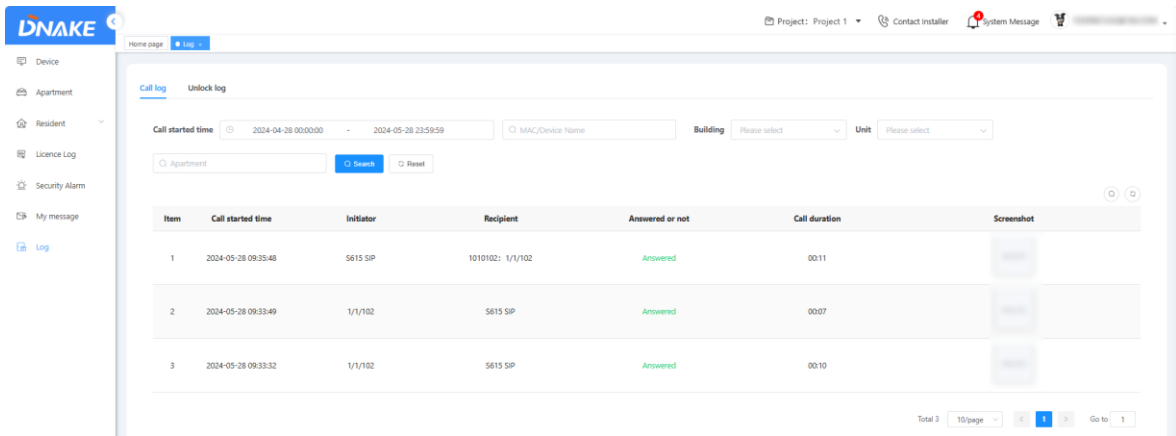 DNAKE
Project: Project 1
Contact Installer
4
System Message
Home page
Log
Device
Apartment
Resident
Licence Log
Security Alarm
My message
Log
Call log Unlock log
Call started time 2024-04-28 00:00:00 - 2024-05-28 23:59:59 MAC/Device Name Building Please select Unit Please select
Apartment Search Reset
Item Call started time Initiator Recipient Answered or not Call duration Screenshot
1 2024-05-28 09:35:48 S615 SIP 1010102: 1/1/102 Answered 00:11
2 2024-05-28 09:33:49 1/1/102 S615 SIP Answered 00:07
3 2024-05-28 09:33:32 1/1/102 S615 SIP Answered 00:10
Total 3 10/page < 1 > Go to 1